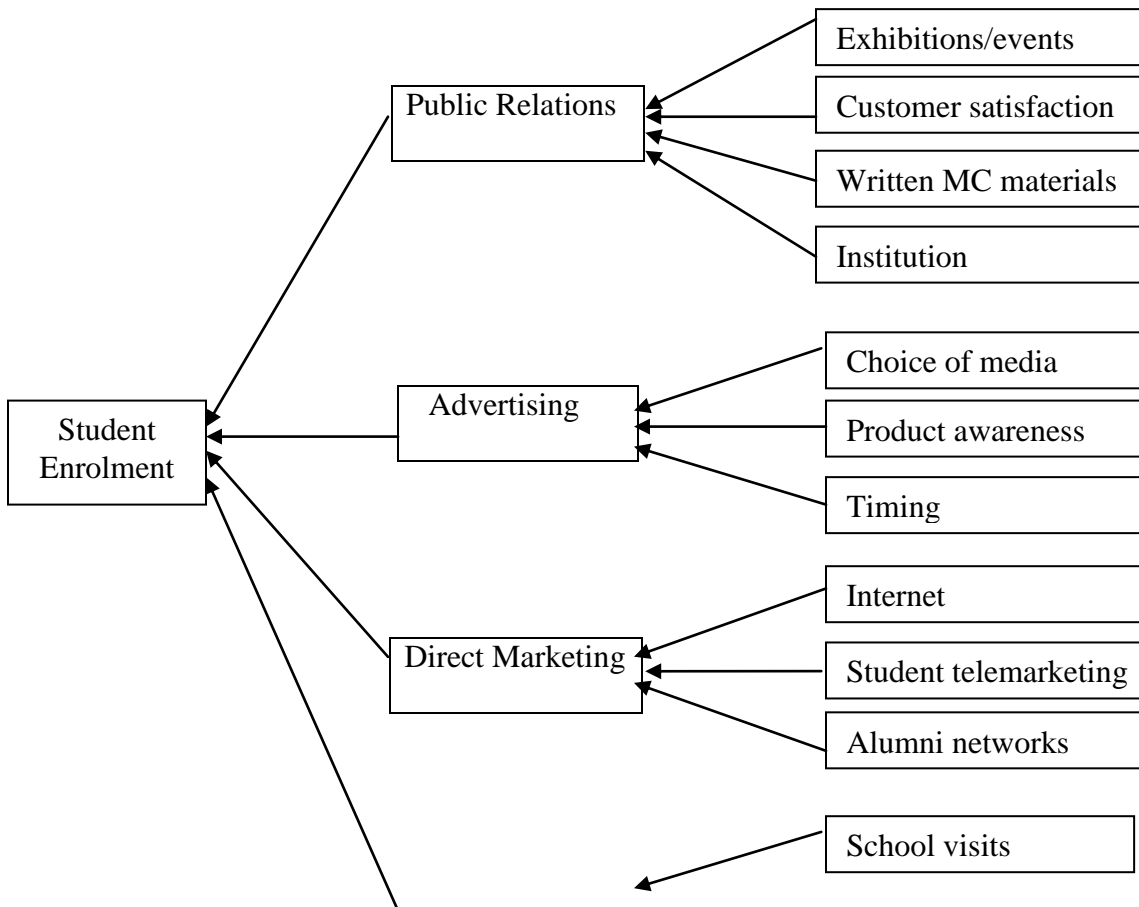 Exhibitions/events
Public Relations
Customer satisfaction
Written MC materials
Institution
Choice of media
Advertising
Student
Enrolment
Product awareness
Timing
Internet
Direct Marketing
Student telemarketing
Alumni networks
School visits